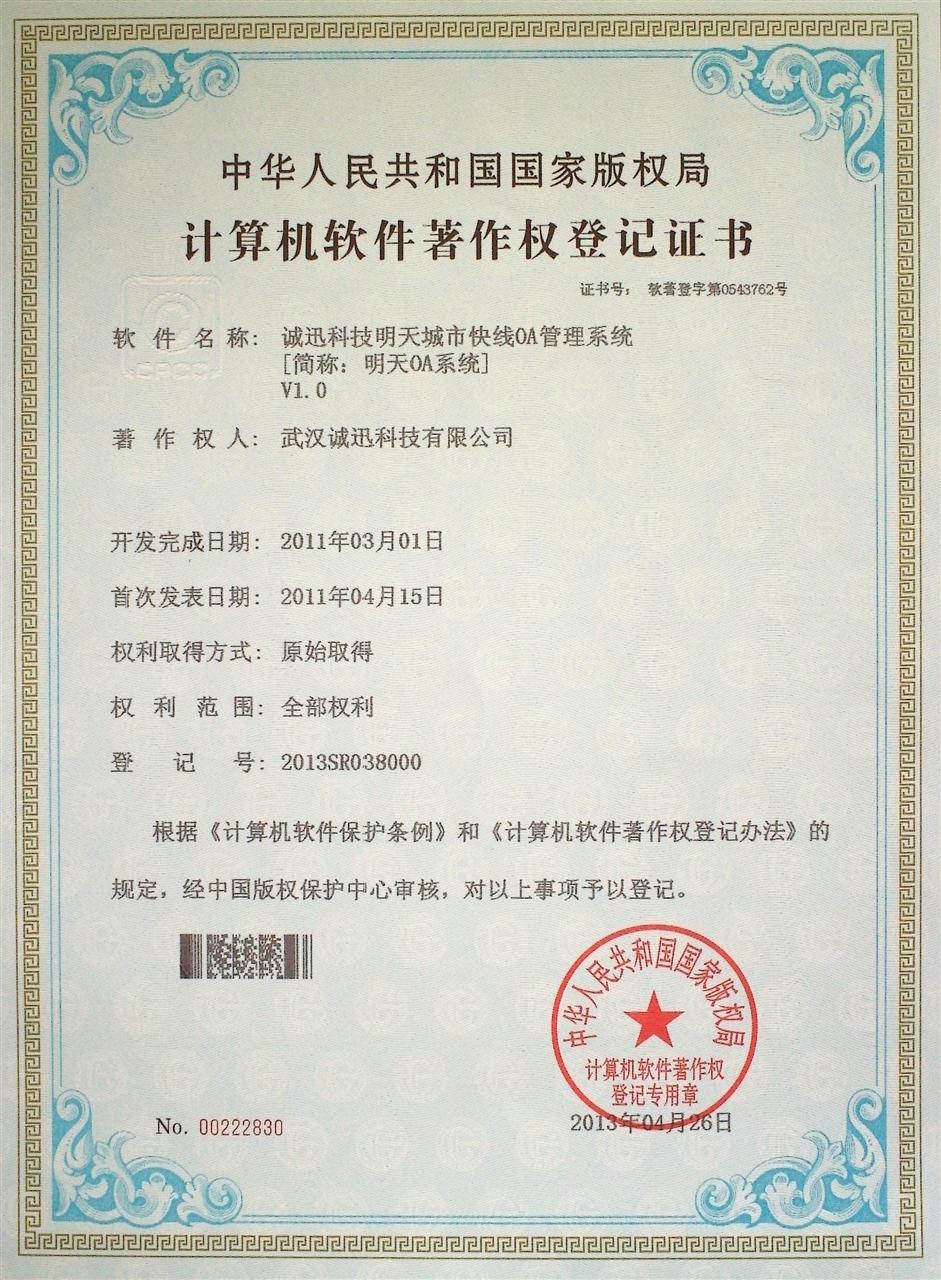 中华人民共和国国家版权局
计算机软件著作权登记证书
证书号： 软著登字第0543762号
软件名称： 诚迅科技明天城市快线OA管理系统
[简称：明天OA系统]
V1.0
著作权人： 武汉诚迅科技有限公司
开发完成日期： 2011年03月01日
首次发表日期： 2011年04月15日
权利取得方式： 原始取得
权利范围： 全部权利
登记号： 2013SR038000
根据《计算机软件保护条例》和《计算机软件著作权登记办法》的
规定，经中国版权保护中心审核，对以上事项予以登记。
中华人民共和国国家版权局
计算机软件著作权
登记专用章
No. 00222830
2013年04月26日